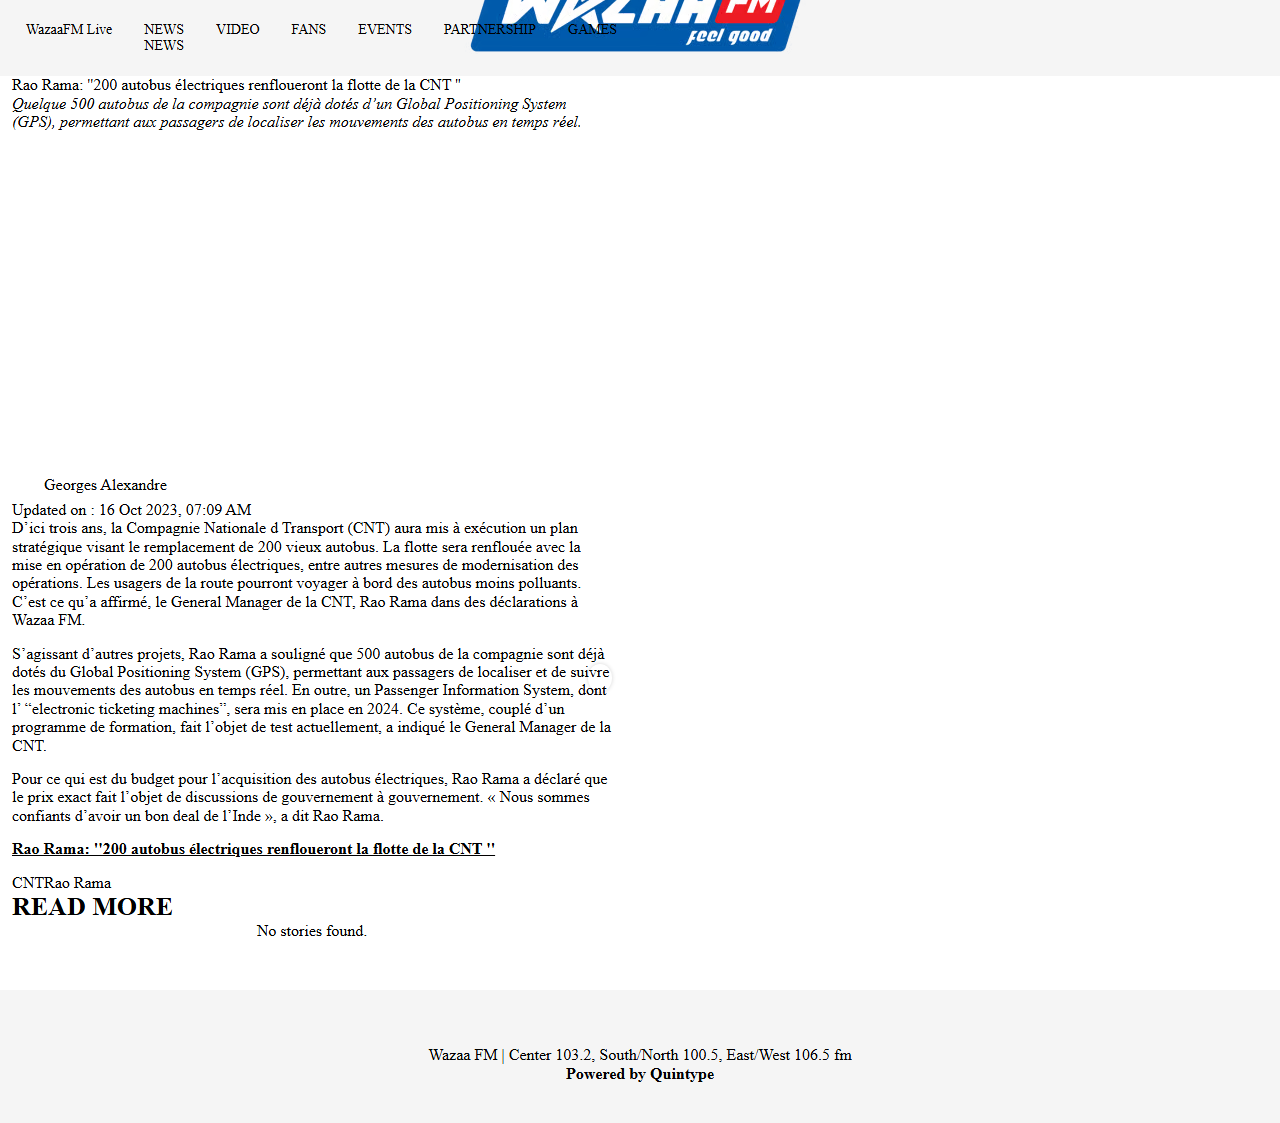 WAZAA FM
feel good
WazaaFM Live NEWS VIDEO FANS EVENTS PARTNERSHIP GAMES
NEWS
Rao Rama: "200 autobus électriques renfloueront la flotte de la CNT "
Quelque 500 autobus de la compagnie sont déjà dotés d’un Global Positioning System
(GPS), permettant aux passagers de localiser les mouvements des autobus en temps réel.
Georges Alexandre
Updated on : 16 Oct 2023, 07:09 AM
D’ici trois ans, la Compagnie Nationale d Transport (CNT) aura mis à exécution un plan
stratégique visant le remplacement de 200 vieux autobus. La flotte sera renflouée avec la
mise en opération de 200 autobus électriques, entre autres mesures de modernisation des
opérations. Les usagers de la route pourront voyager à bord des autobus moins polluants.
C’est ce qu’a affirmé, le General Manager de la CNT, Rao Rama dans des déclarations à
Wazaa FM.
S’agissant d’autres projets, Rao Rama a souligné que 500 autobus de la compagnie sont déjà
dotés du Global Positioning System (GPS), permettant aux passagers de localiser et de suivre
les mouvements des autobus en temps réel. En outre, un Passenger Information System, dont
l’ “electronic ticketing machines”, sera mis en place en 2024. Ce système, couplé d’un
programme de formation, fait l’objet de test actuellement, a indiqué le General Manager de la
CNT.
Pour ce qui est du budget pour l’acquisition des autobus électriques, Rao Rama a déclaré que
le prix exact fait l’objet de discussions de gouvernement à gouvernement. « Nous sommes
confiants d’avoir un bon deal de l’Inde », a dit Rao Rama.
Rao Rama: "200 autobus électriques renfloueront la flotte de la CNT "
CNTRao Rama
READ MORE
No stories found.
Wazaa FM | Center 103.2, South/North 100.5, East/West 106.5 fm
Powered by Quintype